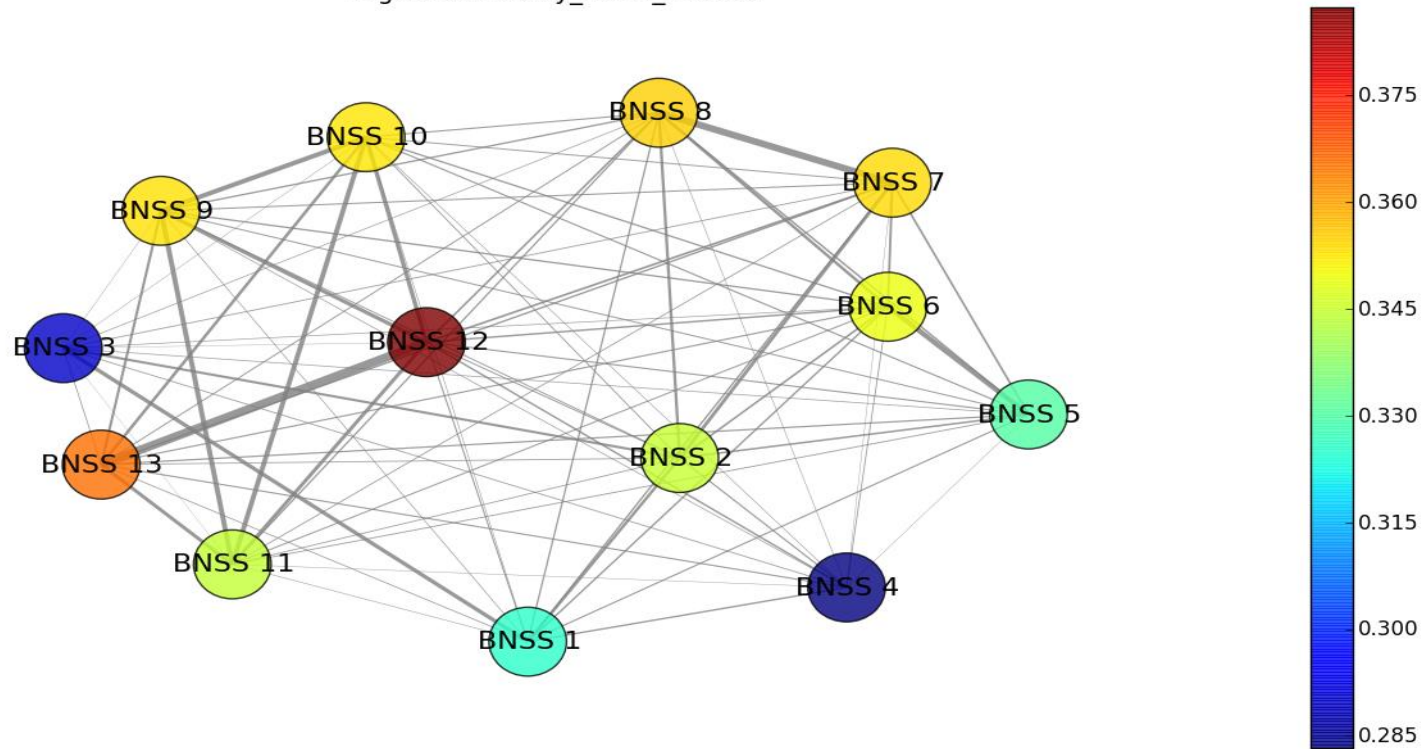 BNSS 8
BNSS 10
BNSS 7
BNSS 9
BNSS 6
BNSS 12
BNSS 3
BNSS 5
BNSS 2
BNSS 13
BNSS 11
BNSS 4
BNSS 1
0.375
0.360
0.345
0.330
0.315
0.300
0.285